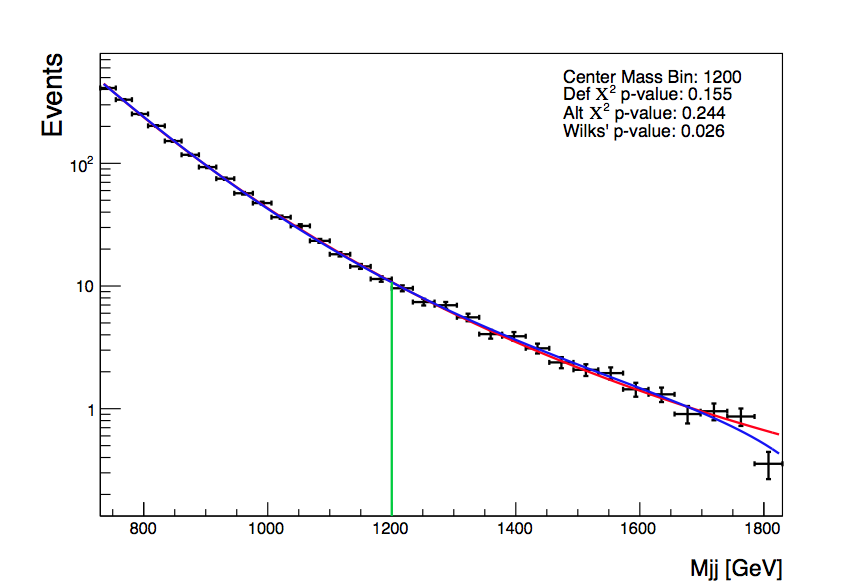 Events
Center Mass Bin: 1200
Def X² p-value: 0.155
Alt X² p-value: 0.244
Wilks' p-value: 0.026
10²
10
1
800 1000 1200 1400 1600 1800
Mjj [GeV]